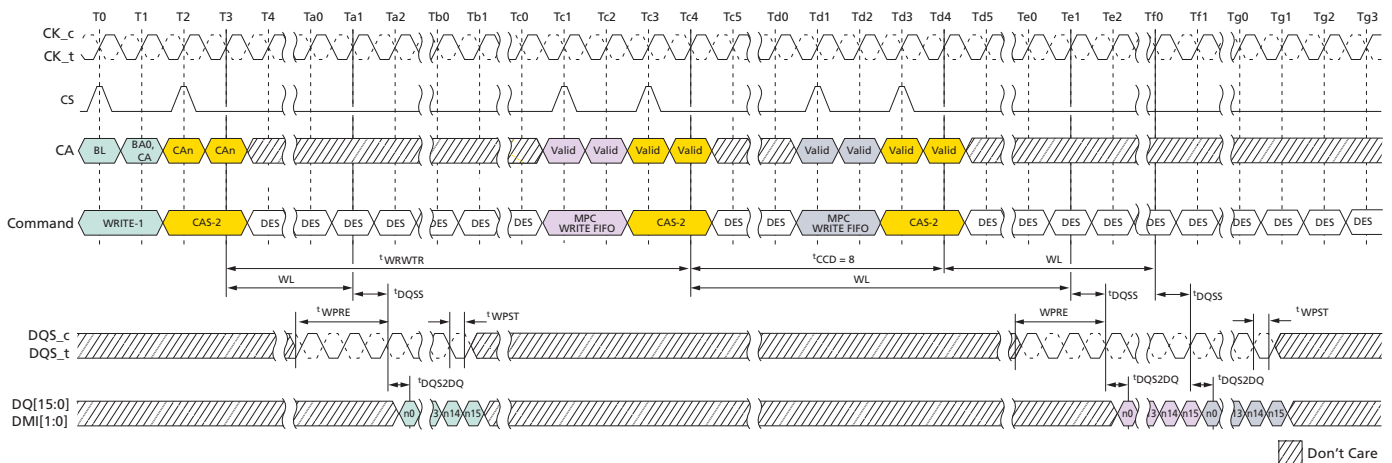 T0 T1 T2 T3 T4 Ta0 Ta1 Ta2 Tb0 Tb1 Tc0 Tc1 Tc2 Tc3 Tc4 Tc5 Td0 Td1 Td2 Td3 Td4 Td5 Te0 Te1 Te2 Tf0 Tf1 Tg0 Tg1 Tg2 Tg3
CK_c
CK_t
CS
CA BL BA0, CA CAn CAn Valid Valid Valid Valid Valid Valid Valid Valid
Command WRITE-1 CAS-2 DES DES DES DES DES DES DES MPC WRITE FIFO CAS-2 DES DES MPC WRITE FIFO CAS-2 DES DES DES DES DES DES DES DES DES DES
tWRWTR tCCD = 8 WL
WL WL
tDQSS tDQSS tDQSS
tWPRE tWPST WPRE tWPST
DQS_c
DQS_t
tDQS2DQ tDQS2DQ tDQS2DQ
DQ[15:0]
DMI[1:0]
n0 3 n14 n15 n0 3 n14 n15 n0 13 n14 n15
Don't Care